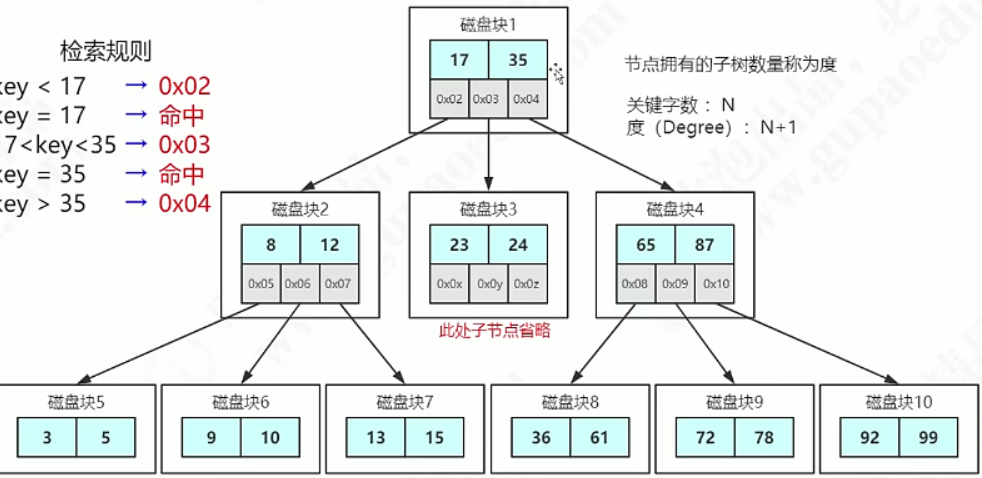 检索规则
key < 17 → 0x02
key = 17 → 命中
17<key<35 → 0x03
key = 35 → 命中
key > 35 → 0x04
磁盘块1
17 35
0x02 0x03 0x04
节点拥有的子树数量称为度
关键字数：N
度（Degree）：N+1
磁盘块2
8 12
0x05 0x06 0x07
磁盘块3
23 24
0x0x 0x0y 0x0z
此处子节点省略
磁盘块4
65 87
0x08 0x09 0x10
磁盘块5
3 5
磁盘块6
9 10
磁盘块7
13 15
磁盘块8
36 61
磁盘块9
72 78
磁盘块10
92 99